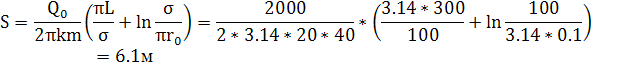 S = Q₀/2πkm (πL/σ + ln σ/πr₀) = 2000/2 * 3.14 * 20 * 40 * (3.14 * 300/100 + ln 100/3.14 * 0.1)
= 6.1м